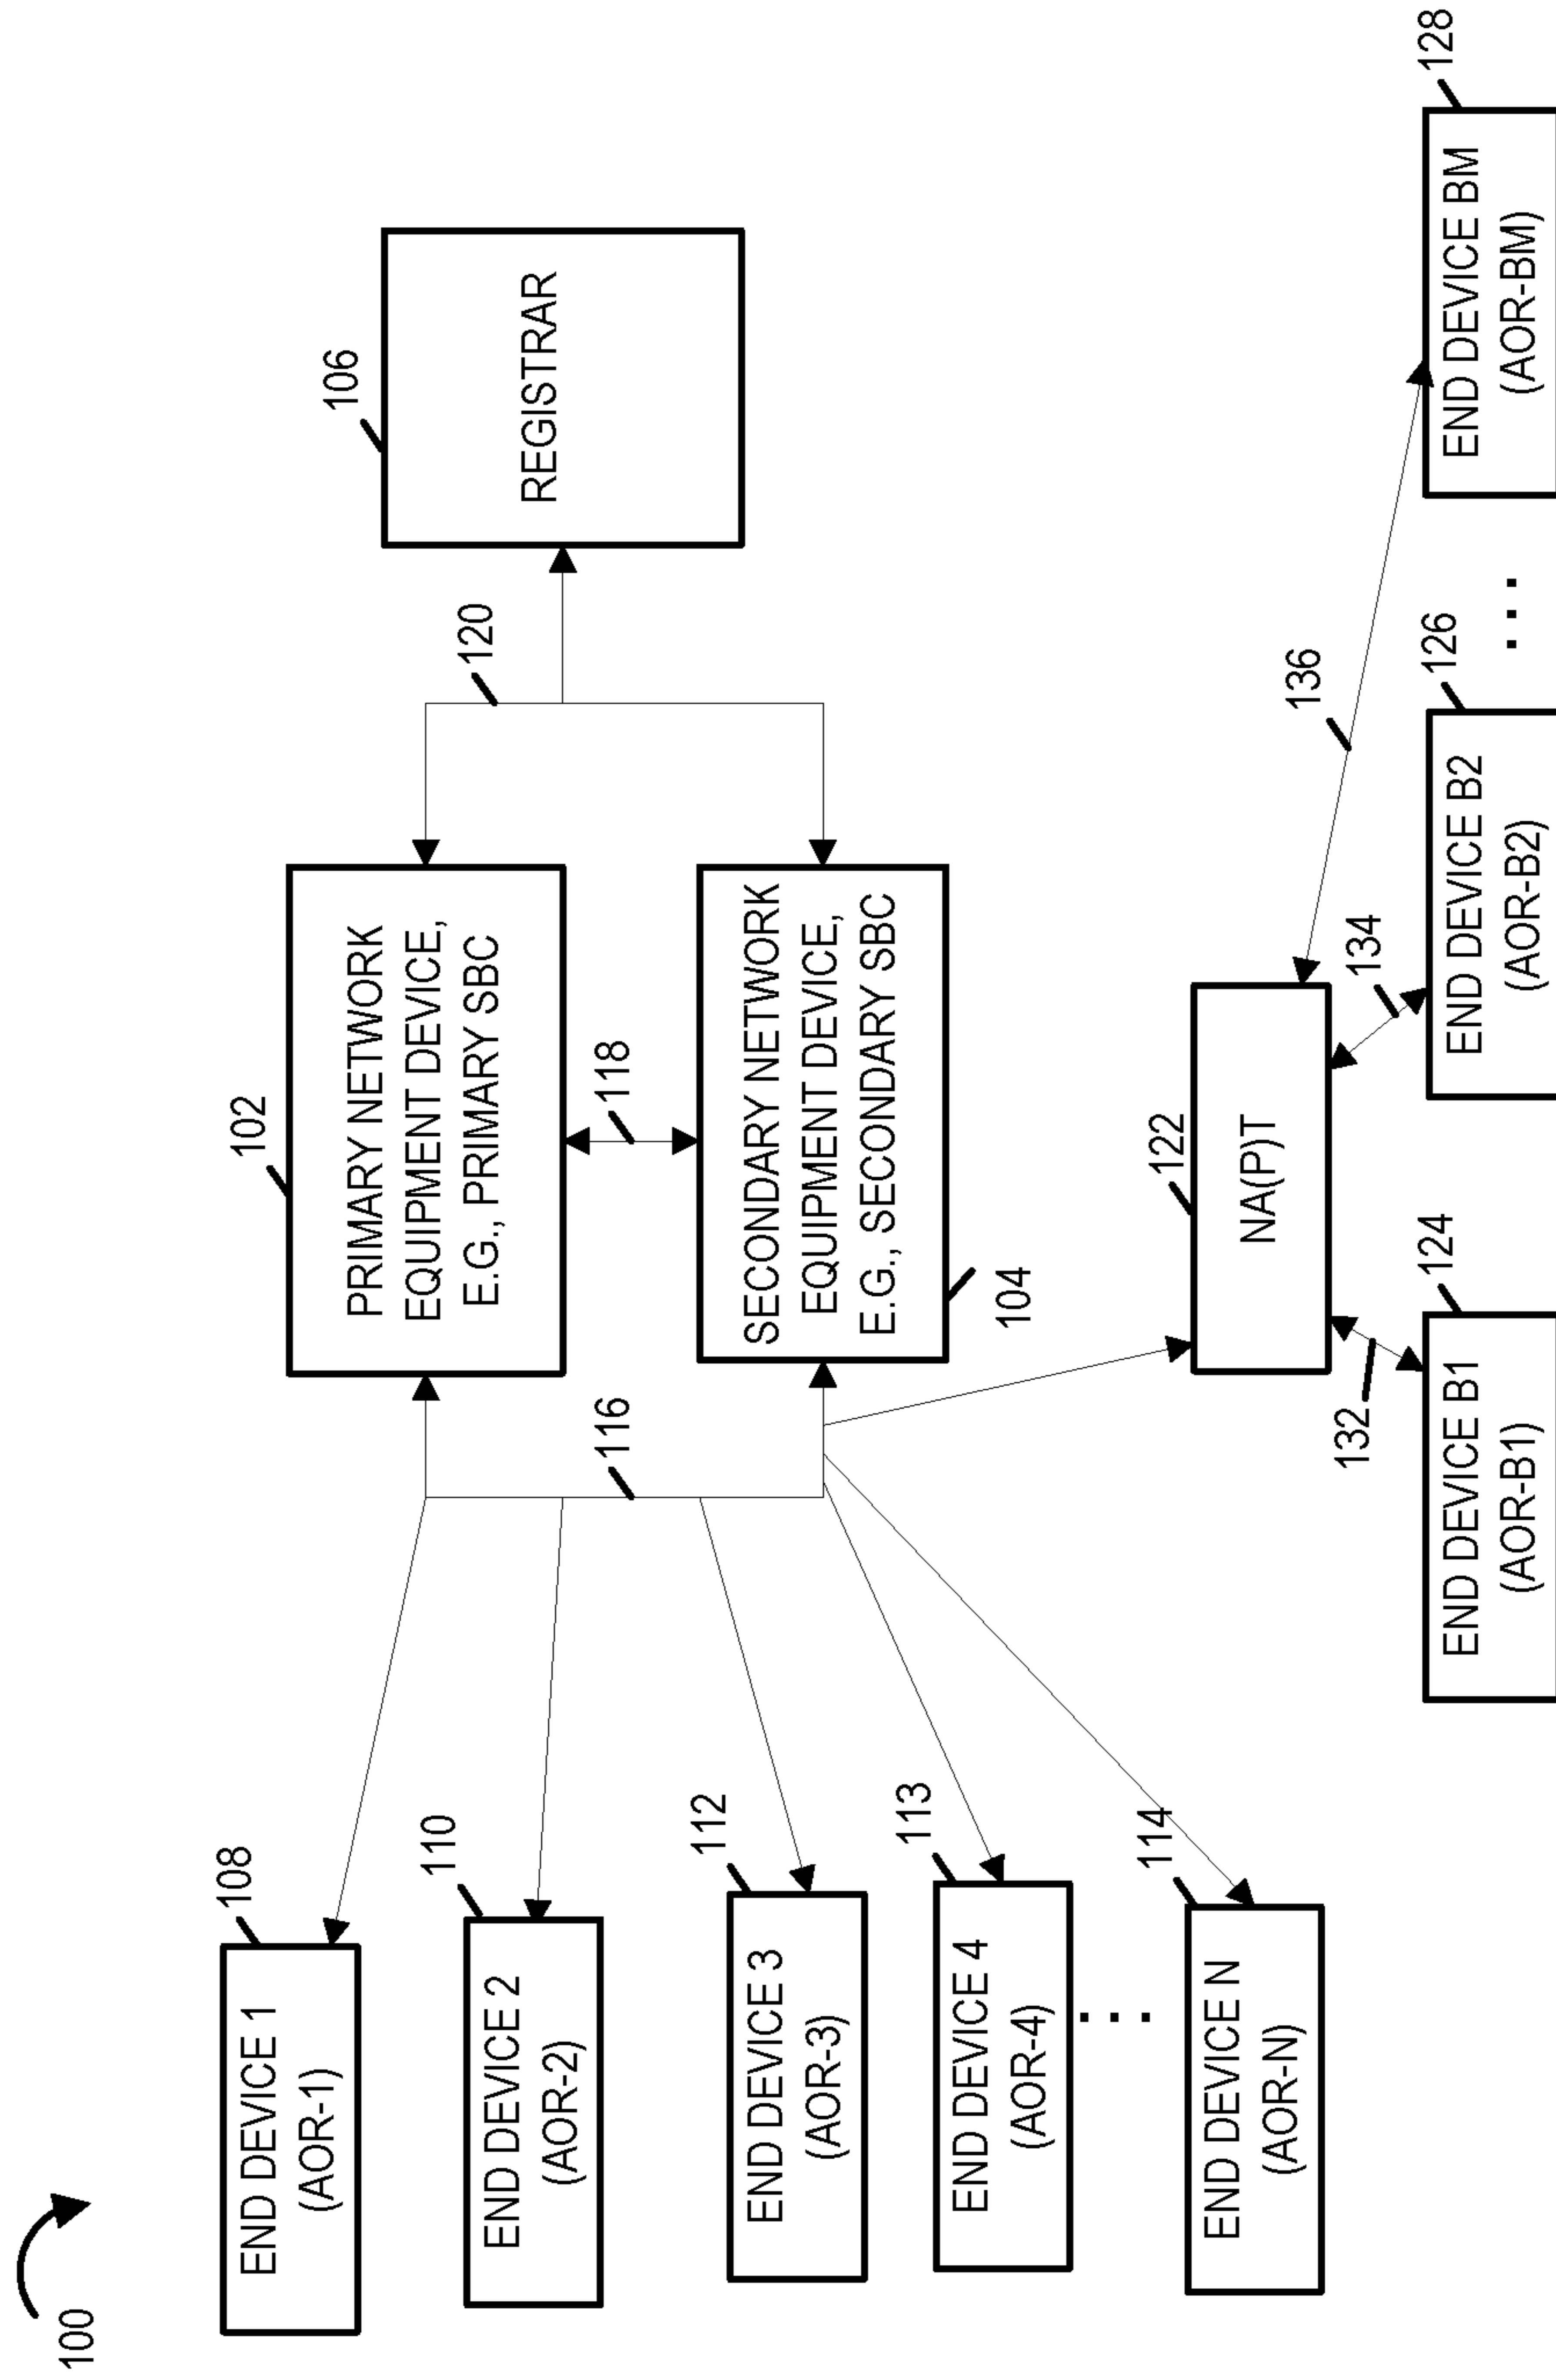 100
108
END DEVICE 1
(AOR-1)
110
END DEVICE 2
(AOR-2)
112
END DEVICE 3
(AOR-3)
113
END DEVICE 4
(AOR-4)
...
114
END DEVICE N
(AOR-N)
116
102
PRIMARY NETWORK
EQUIPMENT DEVICE,
E.G., PRIMARY SBC
118
SECONDARY NETWORK
EQUIPMENT DEVICE,
E.G., SECONDARY SBC
104
120
106
REGISTRAR
122
NA(P)T
132
134
136
124
END DEVICE B1
(AOR-B1)
126
END DEVICE B2
(AOR-B2)
...
128
END DEVICE BM
(AOR-BM)